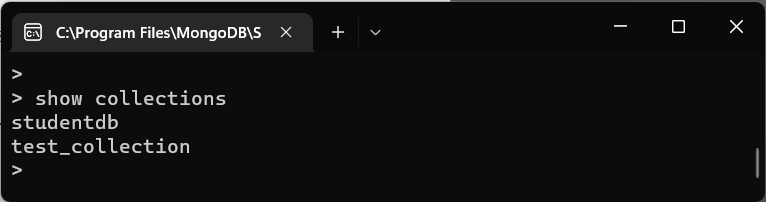 C:\Program Files\MongoDB\S
>
> show collections
studentdb
test_collection
>